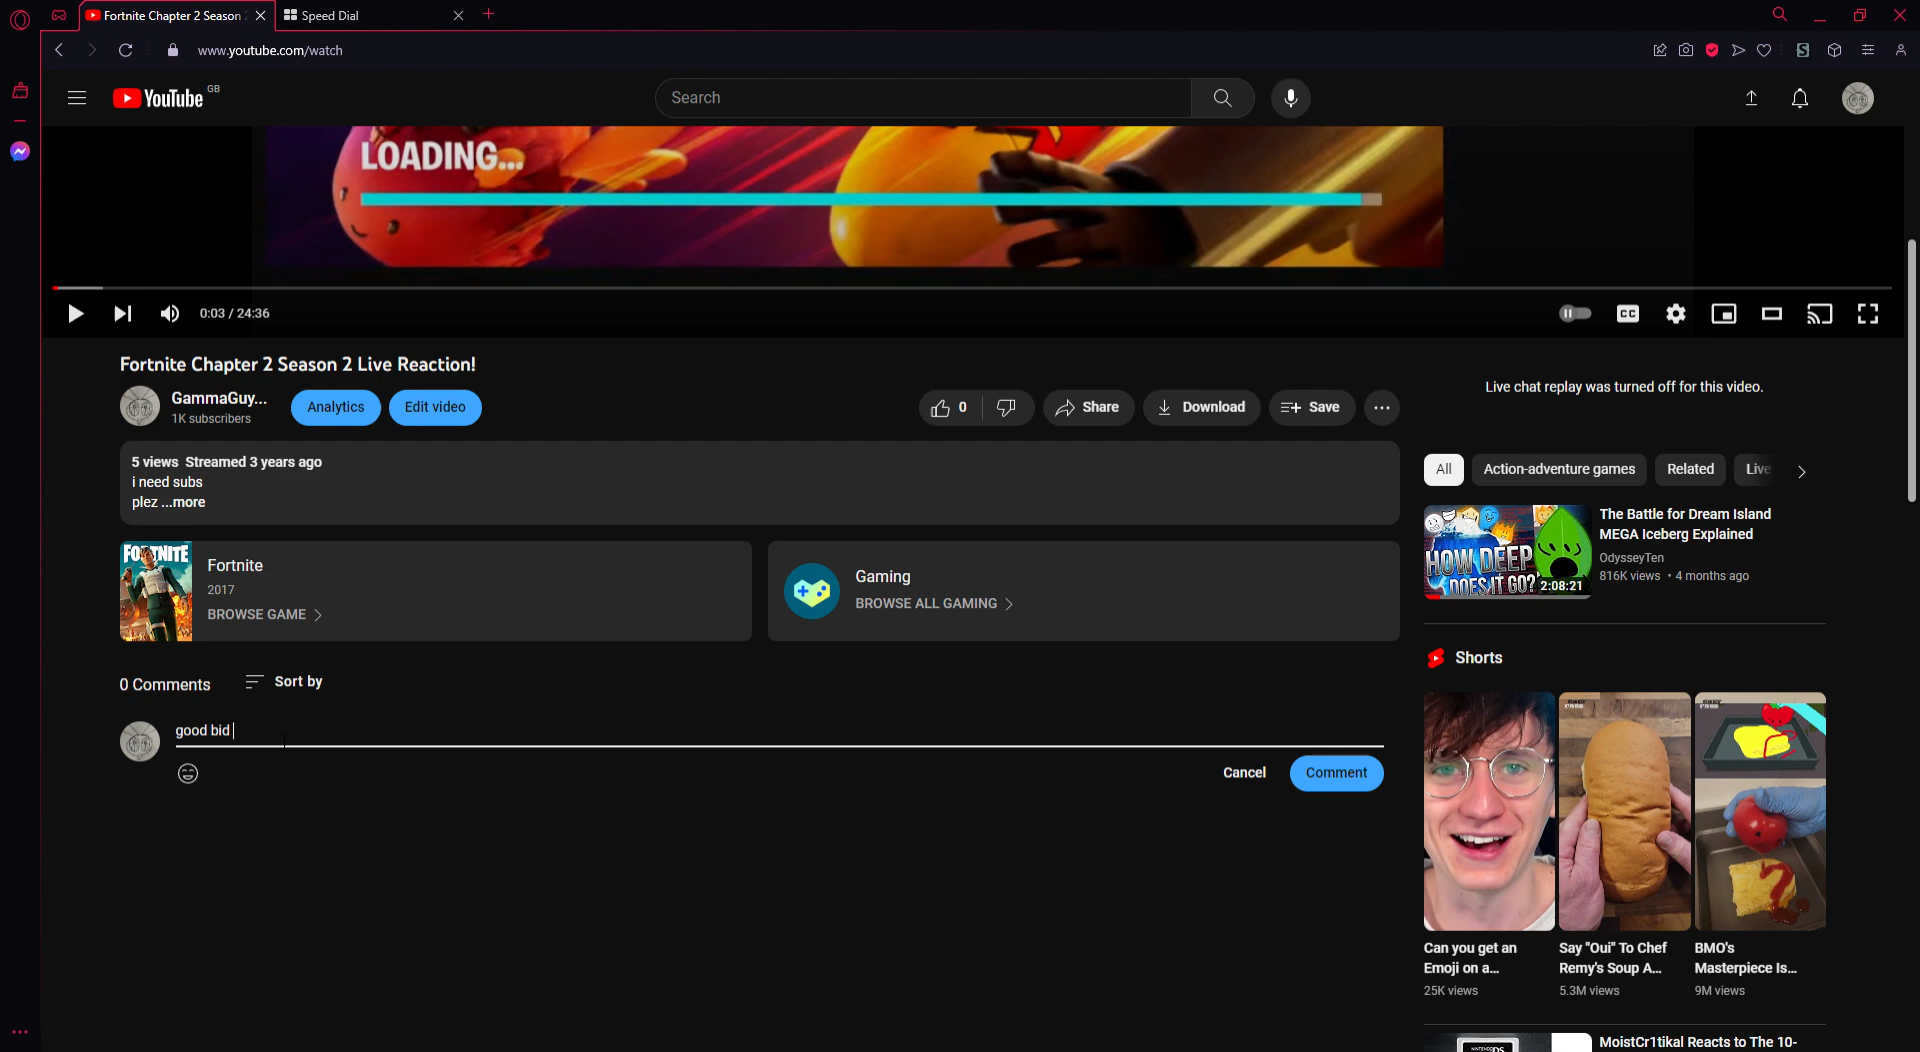 Fortnite Chapter 2 Season
Speed Dial
www.youtube.com/watch
YouTube GB
Search
LOADING...
0:03 / 24:36
CC
Fortnite Chapter 2 Season 2 Live Reaction!
GammaGuy...
1K subscribers
Analytics
Edit video
0
Share
Download
Save
5 views Streamed 3 years ago
i need subs
plez ...more
FORTNITE
Fortnite
2017
BROWSE GAME
Gaming
BROWSE ALL GAMING
0 Comments
Sort by
good bid
Cancel
Comment
Live chat replay was turned off for this video.
All
Action-adventure games
Related
Live
HOW DEEP
DOES IT GO?
2:08:21
The Battle for Dream Island
MEGA Iceberg Explained
OdysseyTen
816K views • 4 months ago
Shorts
Can you get an
Emoji on a...
25K views
Say "Oui" To Chef
Remy's Soup A...
5.3M views
BMO's
Masterpiece Is...
9M views
MoistCr1tikal Reacts to The 10-